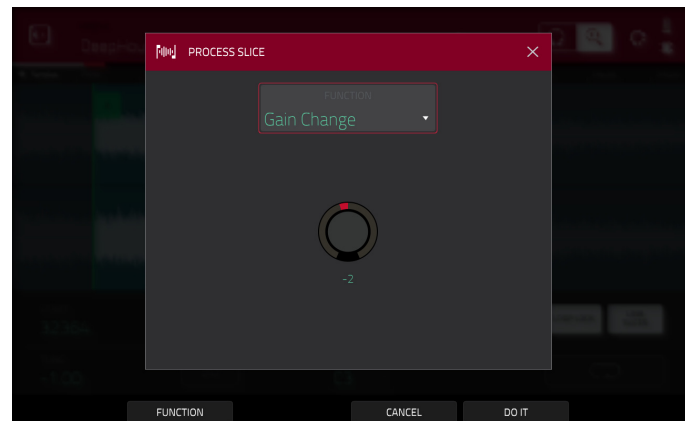 PROCESS SLICE
FUNCTION
Gain Change
-2
FUNCTION
CANCEL
DO IT